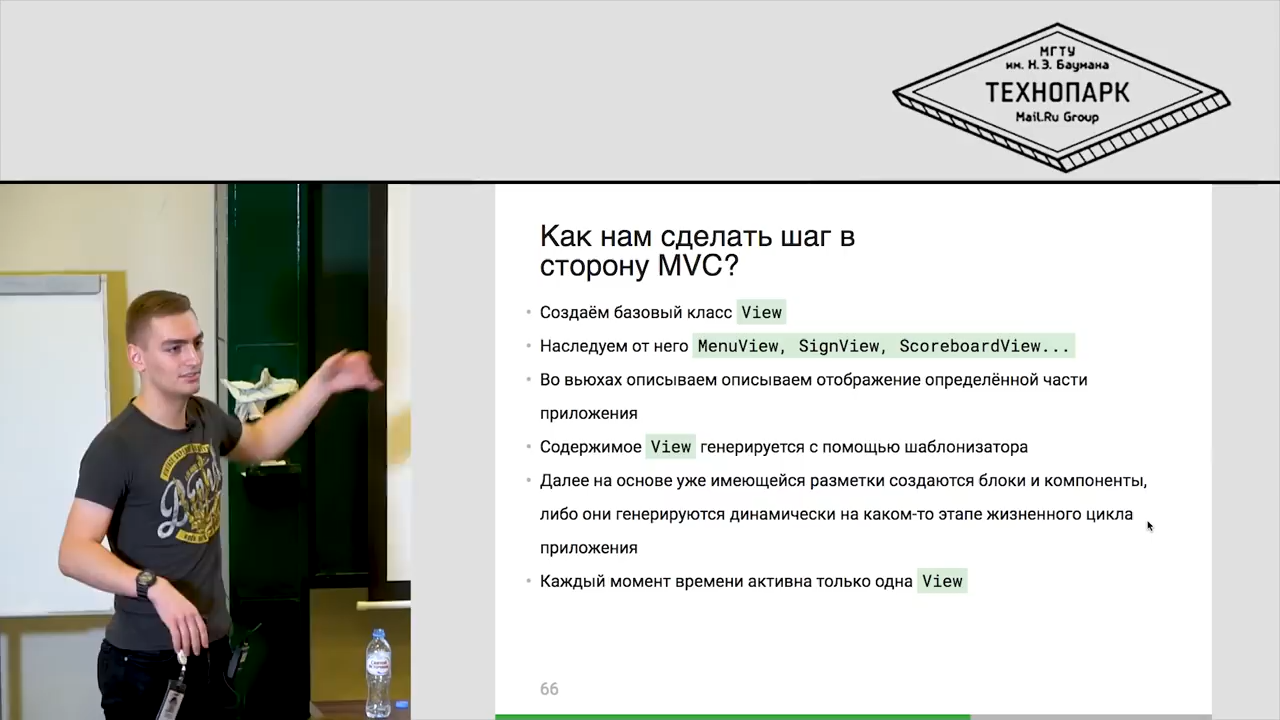 МГТУ
им. Н.Э. Баумана
ТЕХНОПАРК
Mail.Ru Group
Как нам сделать шаг в
сторону MVC?
Создаём базовый класс View
Наследуем от него MenuView, SignView, ScoreboardView...
Во вьюхах описываем описываем отображение определённой части
приложения
Содержимое View генерируется с помощью шаблонизатора
Далее на основе уже имеющейся разметки создаются блоки и компоненты,
либо они генерируются динамически на каком-то этапе жизненного цикла
приложения
Каждый момент времени активна только одна View
66